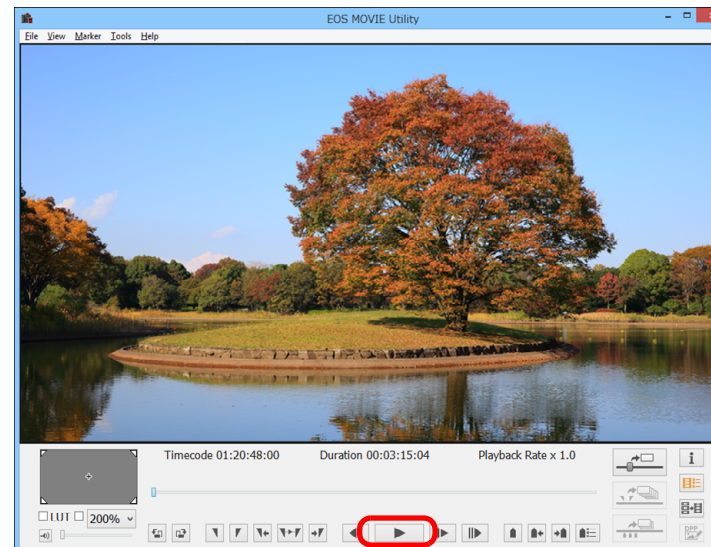 EOS MOVIE Utility
File View Marker Tools Help
Timecode 01:20:48:00 Duration 00:03:15:04 Playback Rate x 1.0
LUT 200%
DPP